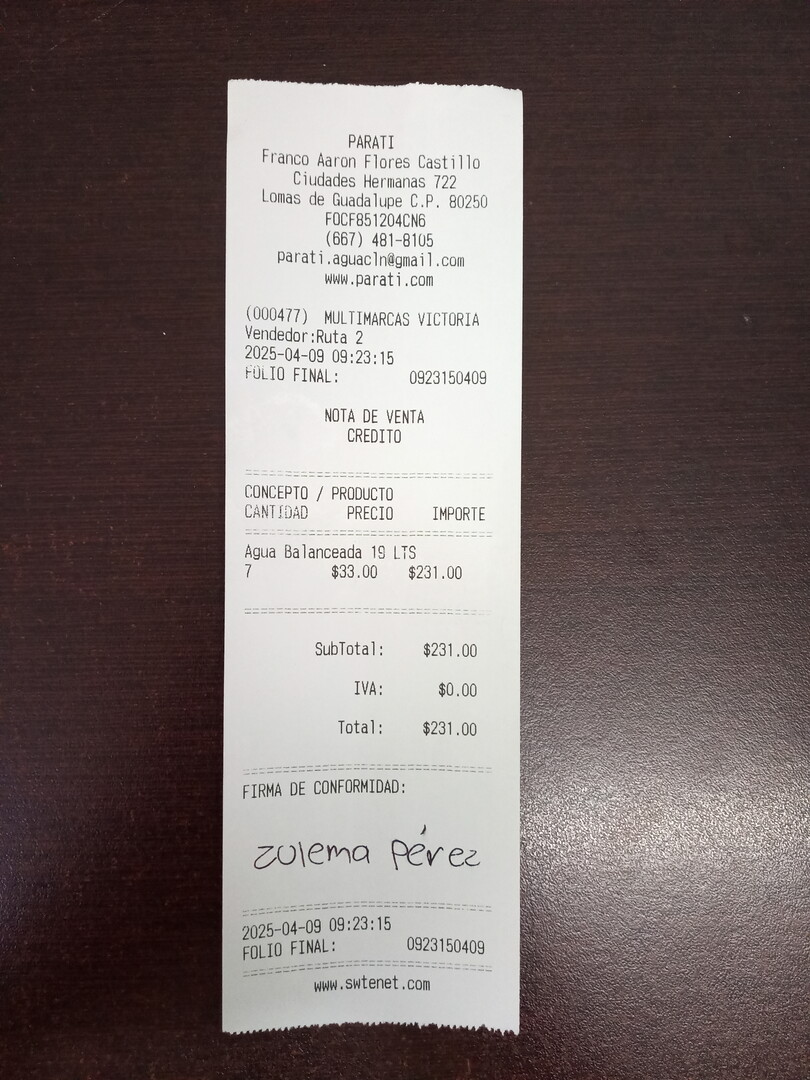 PARATI
Franco Aaron Flores Castillo
Ciudades Hermanas 722
Lomas de Guadalupe C.P. 80250
FOCF851204CN6
(667) 481-8105
parati.aguacln@gmail.com
www.parati.com
(000477) MULTIMARCAS VICTORIA
Vendedor:Ruta 2
2025-04-09 09:23:15
FOLIO FINAL: 0923150409
NOTA DE VENTA
CREDITO
CONCEPTO / PRODUCTO
CANTIDAD PRECIO IMPORTE
Agua Balanceada 19 LTS
7 $33.00 $231.00
SubTotal: $231.00
IVA: $0.00
Total: $231.00
FIRMA DE CONFORMIDAD:
zulema Pérez
2025-04-09 09:23:15
FOLIO FINAL: 0923150409
www.swtenet.com